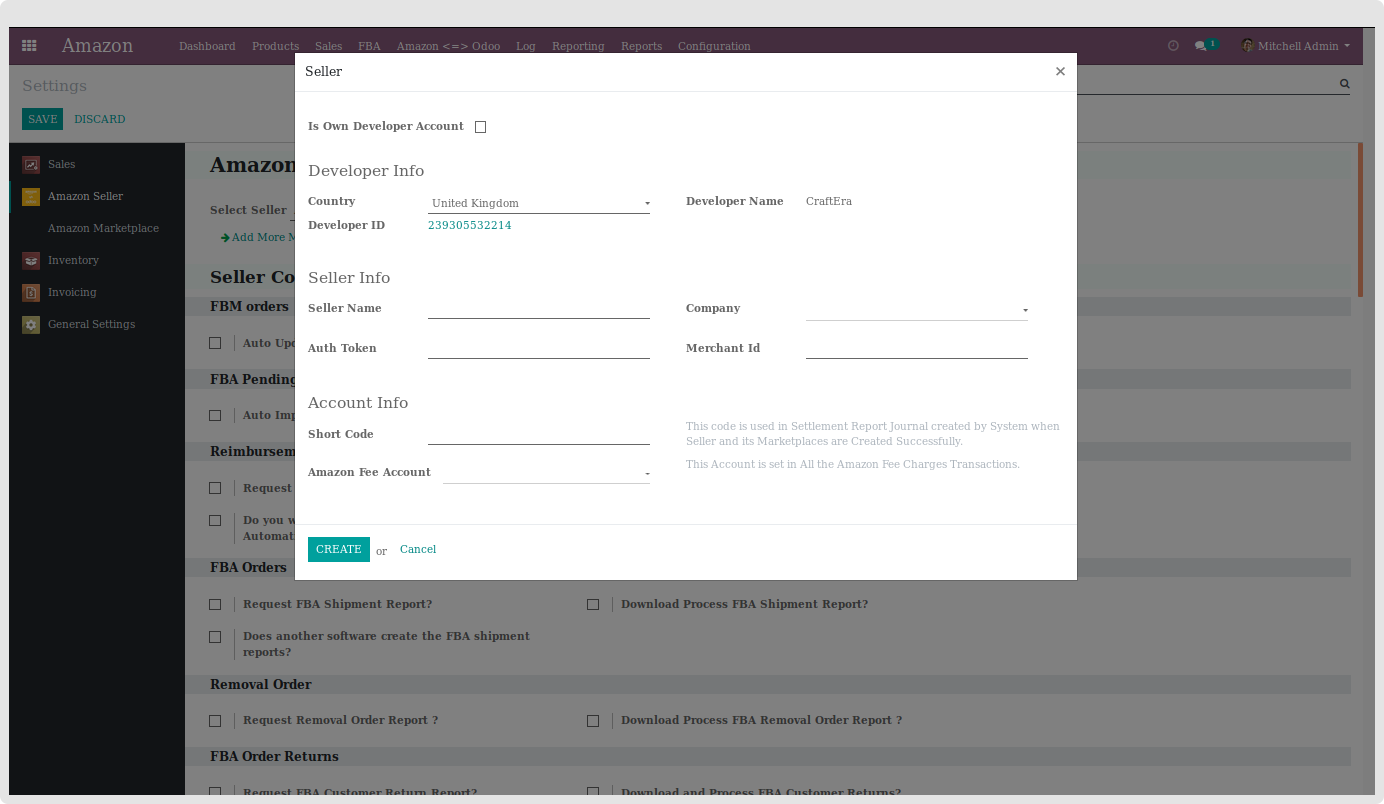 Amazon
Dashboard Products Sales FBA Amazon <=> Odoo Log Reporting Reports Configuration
1
Mitchell Admin
Settings
SAVE DISCARD
Sales
Amazon Seller
Amazon Marketplace
Inventory
Invoicing
General Settings
Amazon
Select Seller
Add More M
Seller Co
FBM orders
Auto Upd
FBA Pending
Auto Imp
Reimbursem
Request
Do you w
Automat
FBA Orders
Seller ×
Is Own Developer Account
Developer Info
Country United Kingdom Developer Name CraftEra
Developer ID 239305532214
Seller Info
Seller Name Company
Auth Token Merchant Id
Account Info
Short Code
This code is used in Settlement Report Journal created by System when
Seller and its Marketplaces are Created Successfully.
Amazon Fee Account
This Account is set in All the Amazon Fee Charges Transactions.
CREATE or Cancel
Request FBA Shipment Report? Download Process FBA Shipment Report?
Does another software create the FBA shipment
reports?
Removal Order
Request Removal Order Report ? Download Process FBA Removal Order Report ?
FBA Order Returns
Request FBA Customer Return Report? Download and Process FBA Customer Returns?